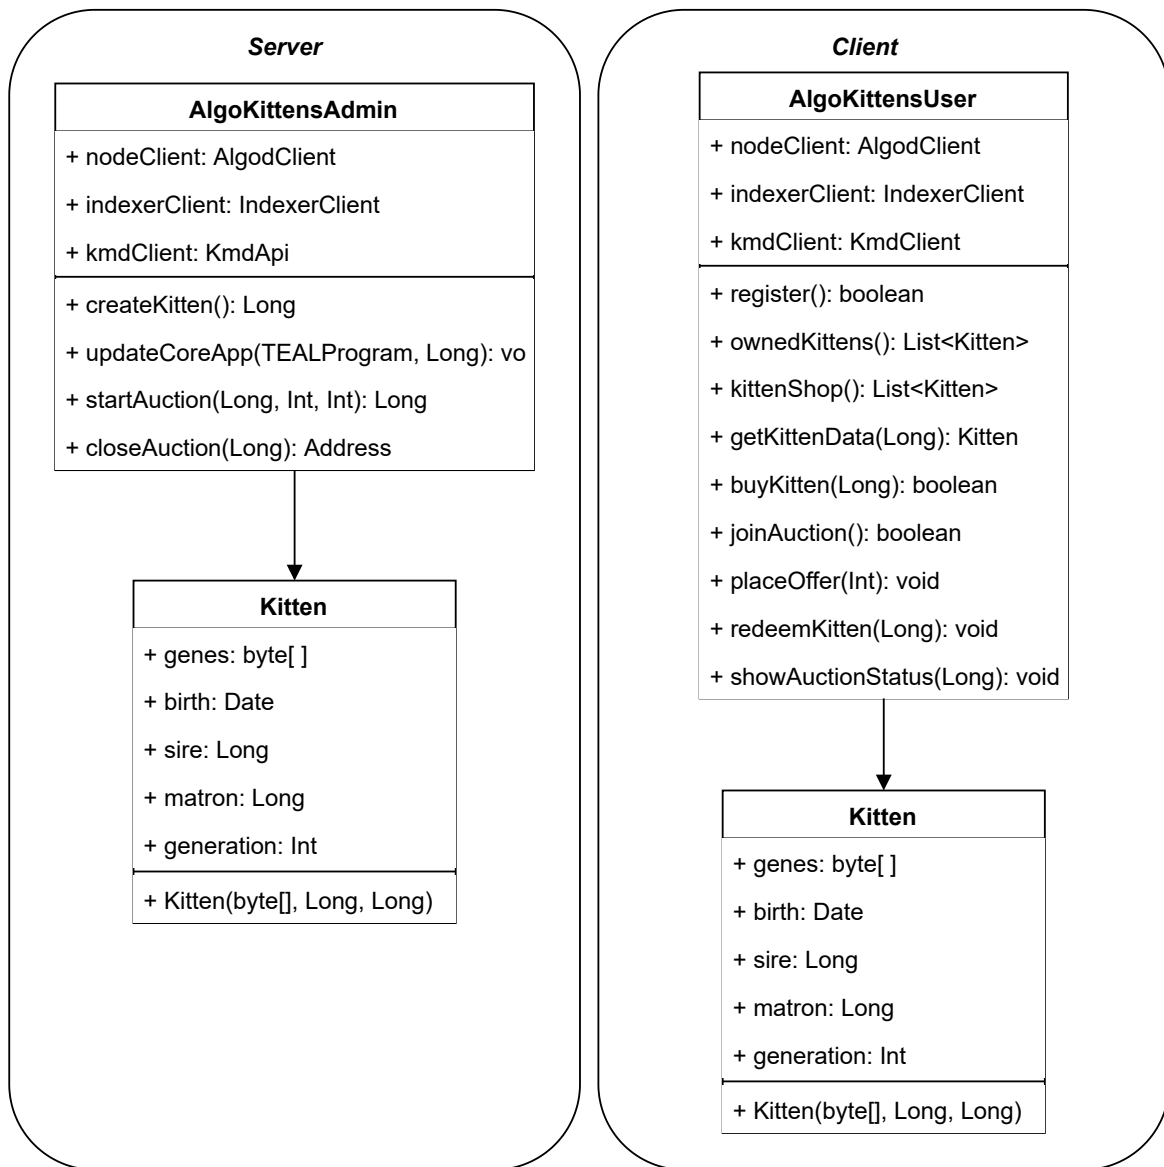 Server
AlgoKittensAdmin
+ nodeClient: AlgodClient
+ indexerClient: IndexerClient
+ kmdClient: KmdApi
+ createKitten(): Long
+ updateCoreApp(TEALProgram, Long): vo
+ startAuction(Long, Int, Int): Long
+ closeAuction(Long): Address
Kitten
+ genes: byte[ ]
+ birth: Date
+ sire: Long
+ matron: Long
+ generation: Int
+ Kitten(byte[], Long, Long)
Client
AlgoKittensUser
+ nodeClient: AlgodClient
+ indexerClient: IndexerClient
+ kmdClient: KmdClient
+ register(): boolean
+ ownedKittens(): List<Kitten>
+ kittenShop(): List<Kitten>
+ getKittenData(Long): Kitten
+ buyKitten(Long): boolean
+ joinAuction(): boolean
+ placeOffer(Int): void
+ redeemKitten(Long): void
+ showAuctionStatus(Long): void
Kitten
+ genes: byte[ ]
+ birth: Date
+ sire: Long
+ matron: Long
+ generation: Int
+ Kitten(byte[], Long, Long)